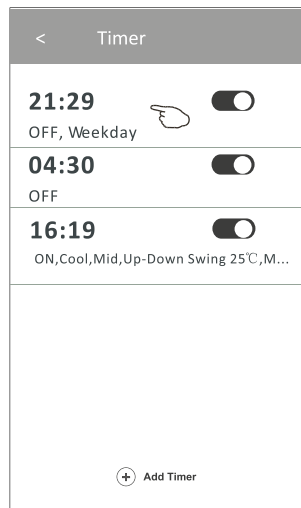 < Timer
21:29
OFF, Weekday
04:30
OFF
16:19
ON,Cool,Mid,Up-Down Swing 25℃,M...
+ Add Timer